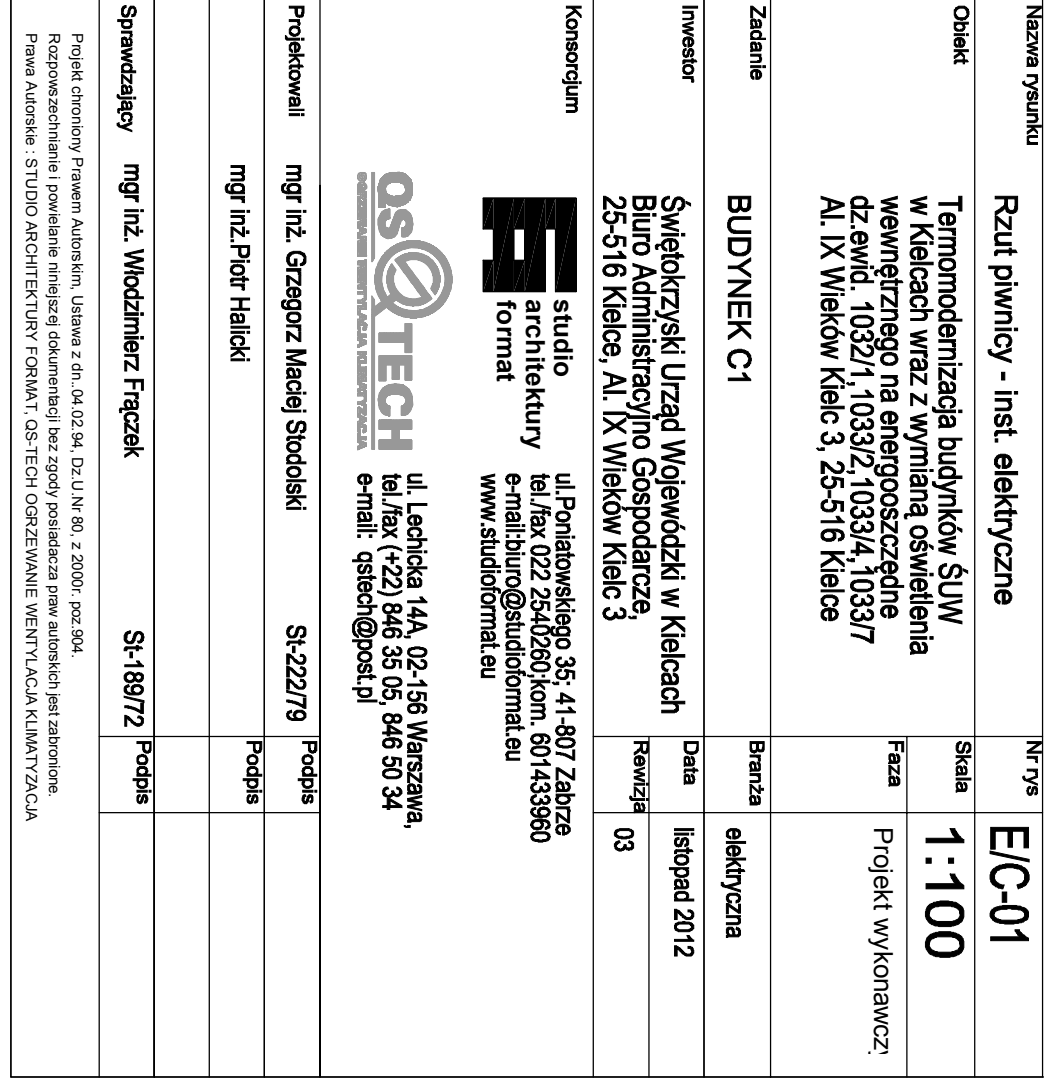 Nazwa rysunku
Rzut piwnicy - inst. elektryczne
Nr rys
E/C-01
Obiekt
Termomodernizacja budynków ŚUW
w Kielcach wraz z wymianą oświetlenia
wewnętrznego na energooszczędne
dz.ewid. 1032/1,1033/2,1033/4,1033/7
Al. IX Wieków Kielc 3, 25-516 Kielce
Skala
1:100
Faza
Projekt wykonawczy
Zadanie
BUDYNEK C1
Branża
elektryczna
Inwestor
Świętokrzyski Urząd Wojewódzki w Kielcach
Biuro Administracyjno Gospodarcze,
25-516 Kielce, Al. IX Wieków Kielc 3
Data
listopad 2012
Rewizja
03
Konsorcjum
studio
architektury
format
ul.Poniatowskiego 35; 41-807 Zabrze
tel./fax 022 2540260;kom. 601433960
e-mail:biuro@studioformat.eu
www.studioformat.eu
QS TECH
OGRZEWANIE WENTYLACJA KLIMATYZACJA
ul. Lechicka 14A, 02-156 Warszawa,
tel./fax (+22) 846 35 05, 846 50 34
e-mail: qstech@post.pl
Projektowali
mgr inż. Grzegorz Maciej Stodolski
St-222/79
Podpis
mgr inż.Piotr Halicki
Podpis
Sprawdzający
mgr inż. Włodzimierz Frączek
St-189/72
Podpis
Projekt chroniony Prawem Autorskim, Ustawa z dn..04.02.94, Dz.U.Nr 80, z 2000r. poz.904.
Rozpowszechnianie i powielanie niniejszej dokumentacji bez zgody posiadacza praw autorskich jest zabronione.
Prawa Autorskie : STUDIO ARCHITEKTURY FORMAT, QS-TECH OGRZEWANIE WENTYLACJA KLIMATYZACJA